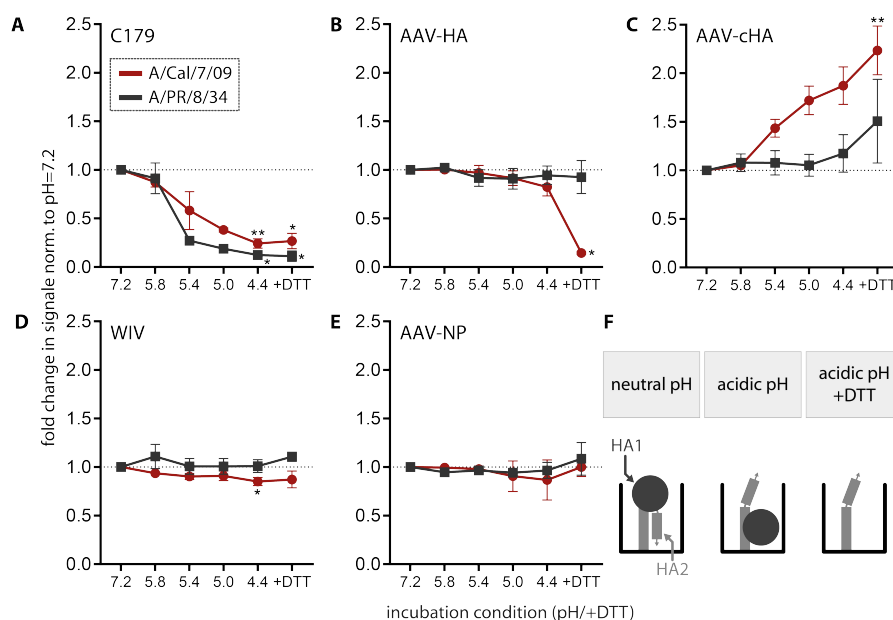 A
C179
A/Cal/7/09
A/PR/8/34
2.5
2.0
1.5
1.0
0.5
0.0
7.2 5.8 5.4 5.0 4.4 +DTT
** * * *
B
AAV-HA
2.5
2.0
1.5
1.0
0.5
0.0
7.2 5.8 5.4 5.0 4.4 +DTT
*
C
AAV-cHA
2.5
2.0
1.5
1.0
0.5
0.0
7.2 5.8 5.4 5.0 4.4 +DTT
**
fold change in signale norm. to pH=7.2
D
WIV
2.5
2.0
1.5
1.0
0.5
0.0
7.2 5.8 5.4 5.0 4.4 +DTT
*
E
AAV-NP
2.5
2.0
1.5
1.0
0.5
0.0
7.2 5.8 5.4 5.0 4.4 +DTT
incubation condition (pH/+DTT)
F
neutral pH
acidic pH
acidic pH
+DTT
HA1
HA2